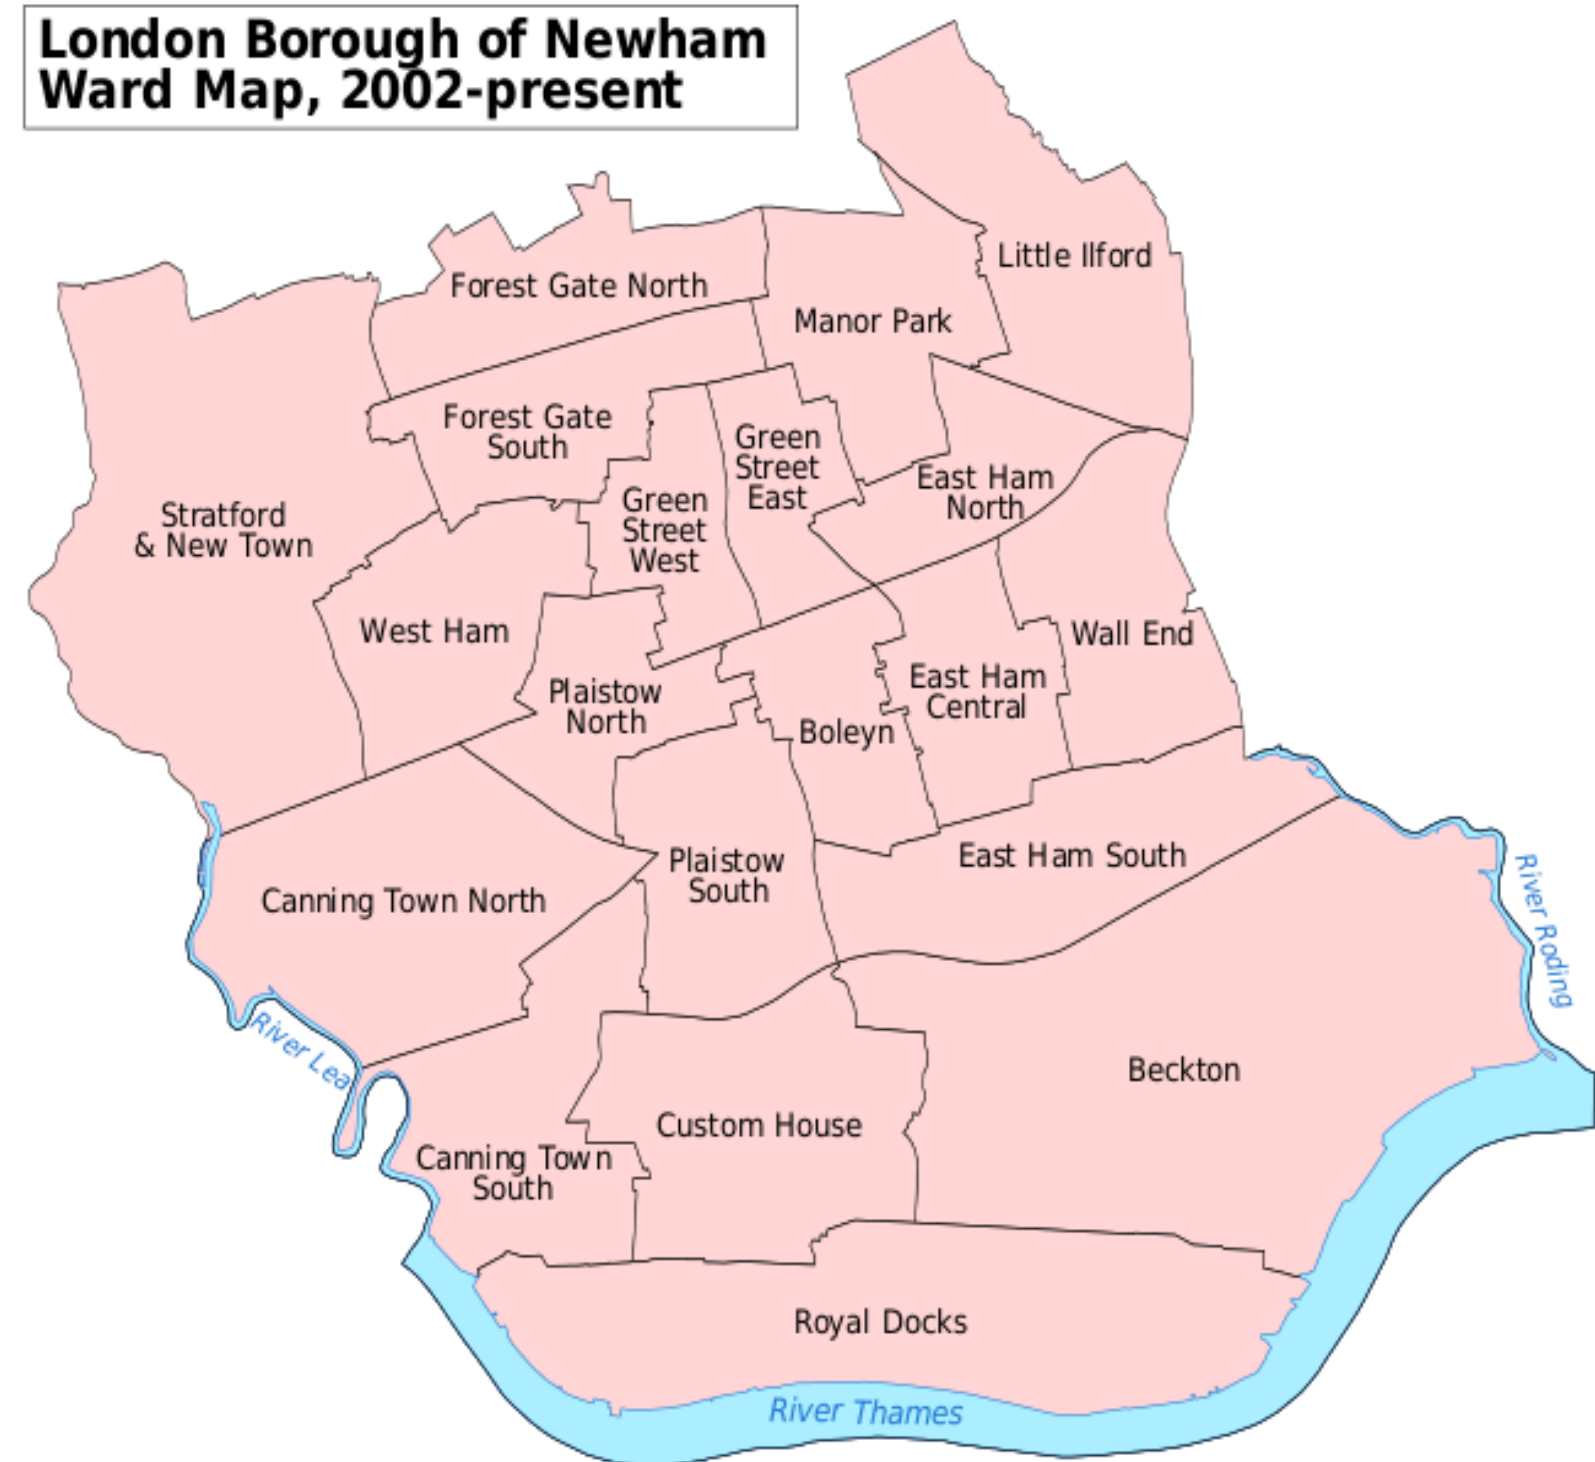 London Borough of Newham
Ward Map, 2002-present
Little Ilford
Forest Gate North
Manor Park
Forest Gate
South
Green
Street
East
East Ham
North
Green
Street
West
Stratford
& New Town
West Ham
Wall End
Plaistow
North
East Ham
Central
Boleyn
Plaistow
South
East Ham South
Canning Town North
River Roding
River Lea
Beckton
Custom House
Canning Town
South
Royal Docks
River Thames